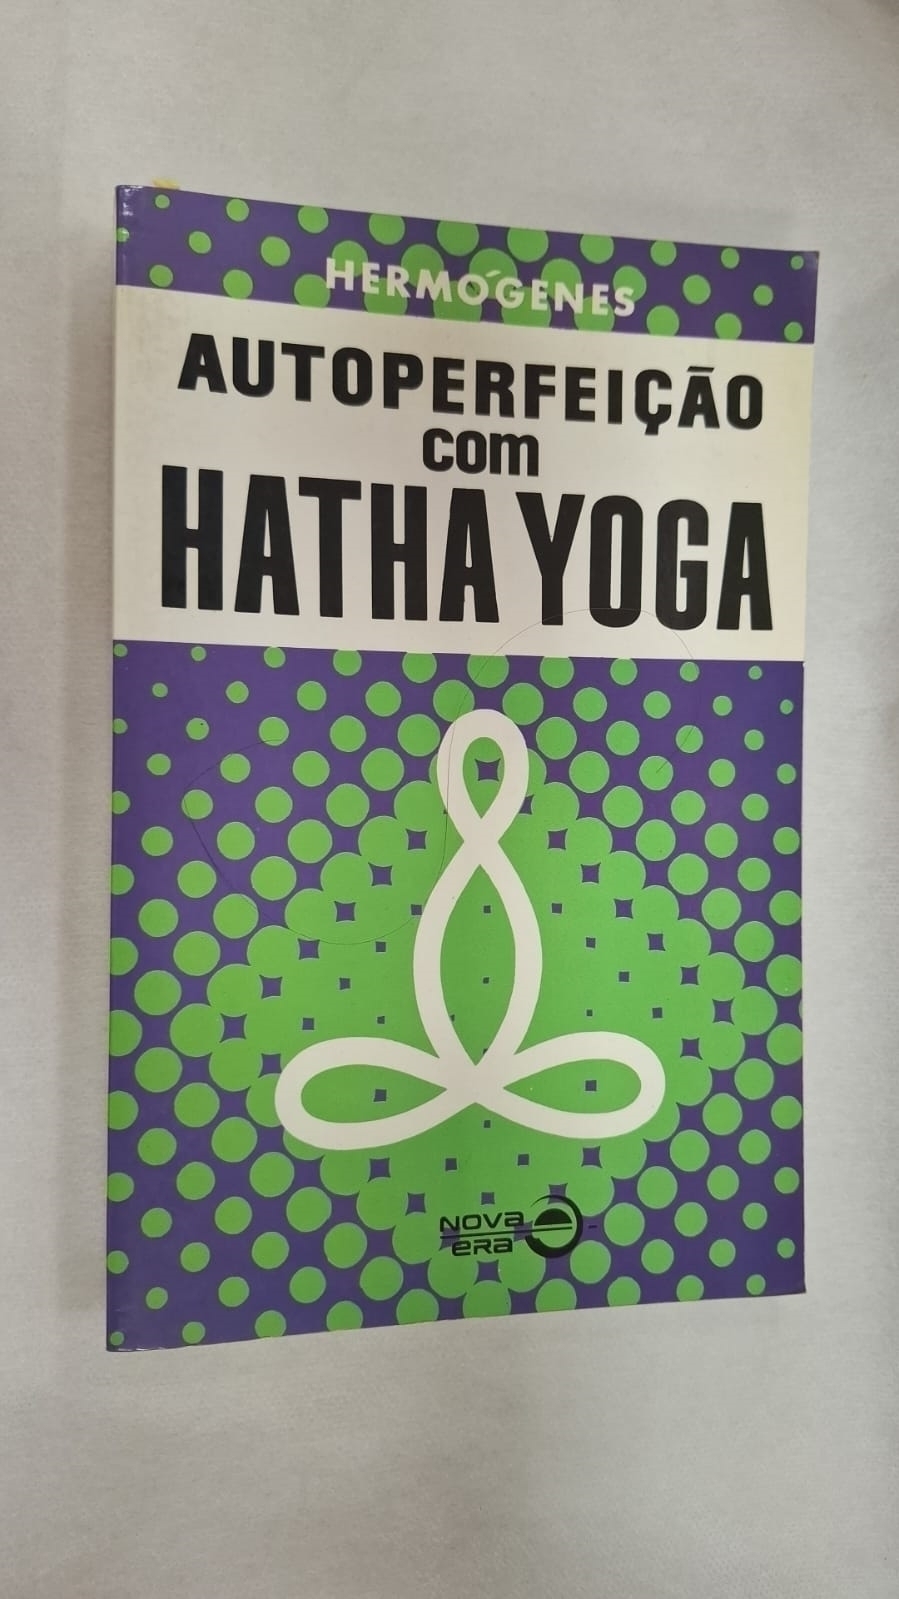 HERMÓGENES
AUTOPERFEIÇÃO
com
HATHA YOGA
NOVA
ERA